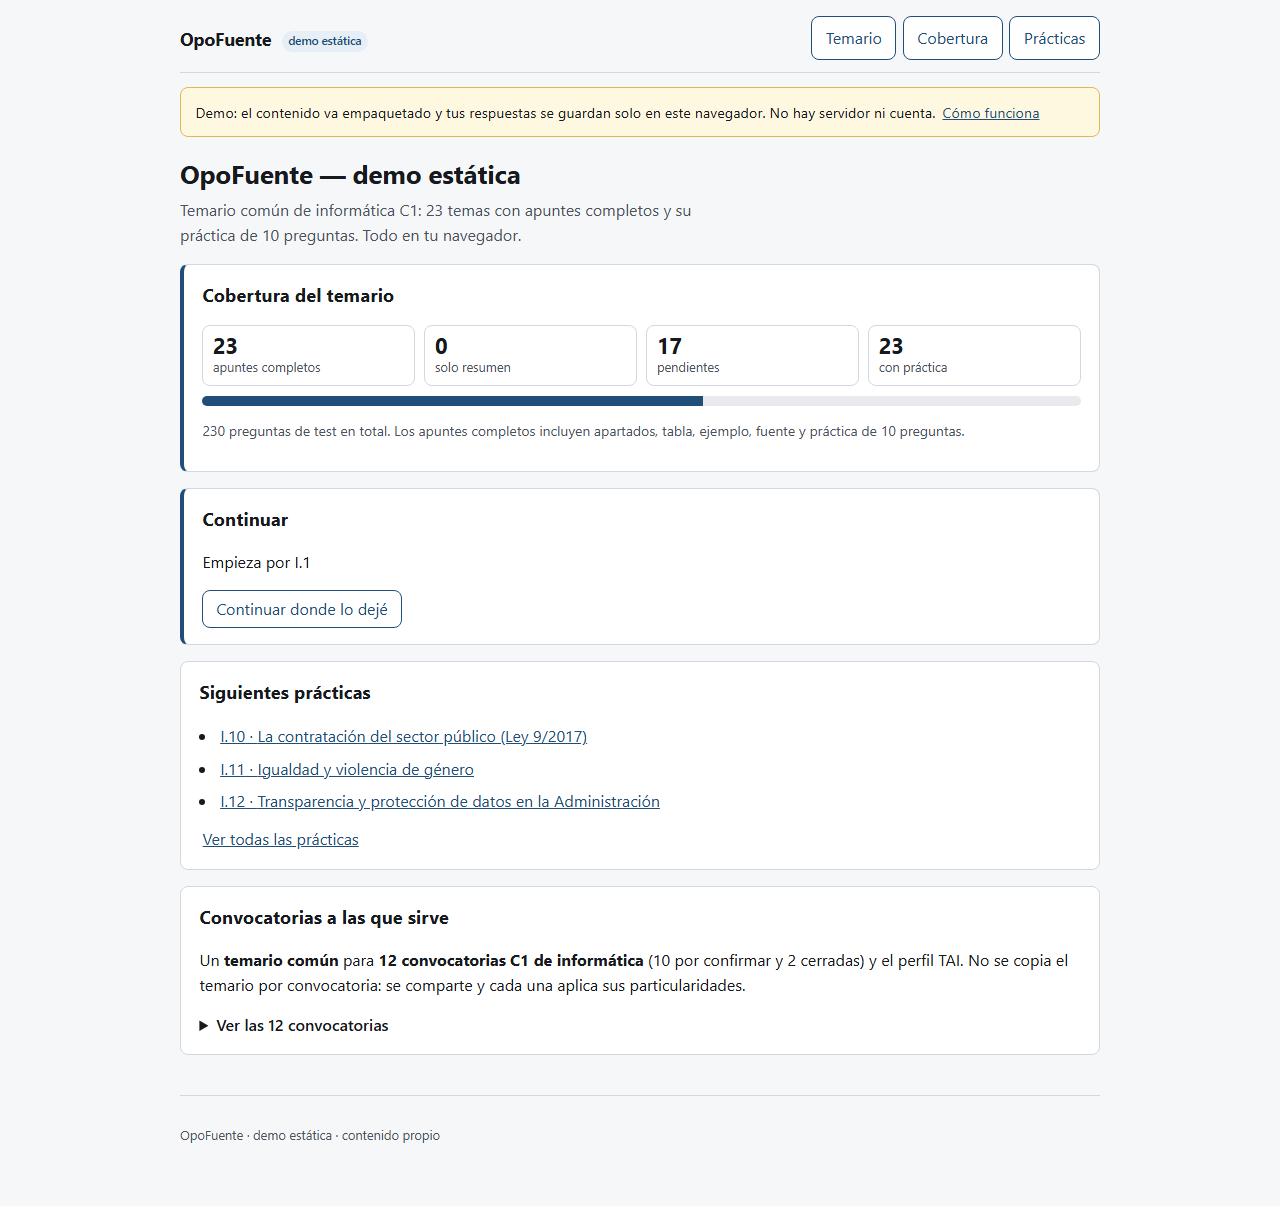 OpoFuente demo estática
Temario Cobertura Prácticas
Demo: el contenido va empaquetado y tus respuestas se guardan solo en este navegador. No hay servidor ni cuenta. Cómo funciona
OpoFuente — demo estática
Temario común de informática C1: 23 temas con apuntes completos y su
práctica de 10 preguntas. Todo en tu navegador.
Cobertura del temario
23
apuntes completos
0
solo resumen
17
pendientes
23
con práctica
230 preguntas de test en total. Los apuntes completos incluyen apartados, tabla, ejemplo, fuente y práctica de 10 preguntas.
Continuar
Empieza por I.1
Continuar donde lo dejé
Siguientes prácticas
I.10 · La contratación del sector público (Ley 9/2017)
I.11 · Igualdad y violencia de género
I.12 · Transparencia y protección de datos en la Administración
Ver todas las prácticas
Convocatorias a las que sirve
Un temario común para 12 convocatorias C1 de informática (10 por confirmar y 2 cerradas) y el perfil TAI. No se copia el
temario por convocatoria: se comparte y cada una aplica sus particularidades.
Ver las 12 convocatorias
OpoFuente · demo estática · contenido propio